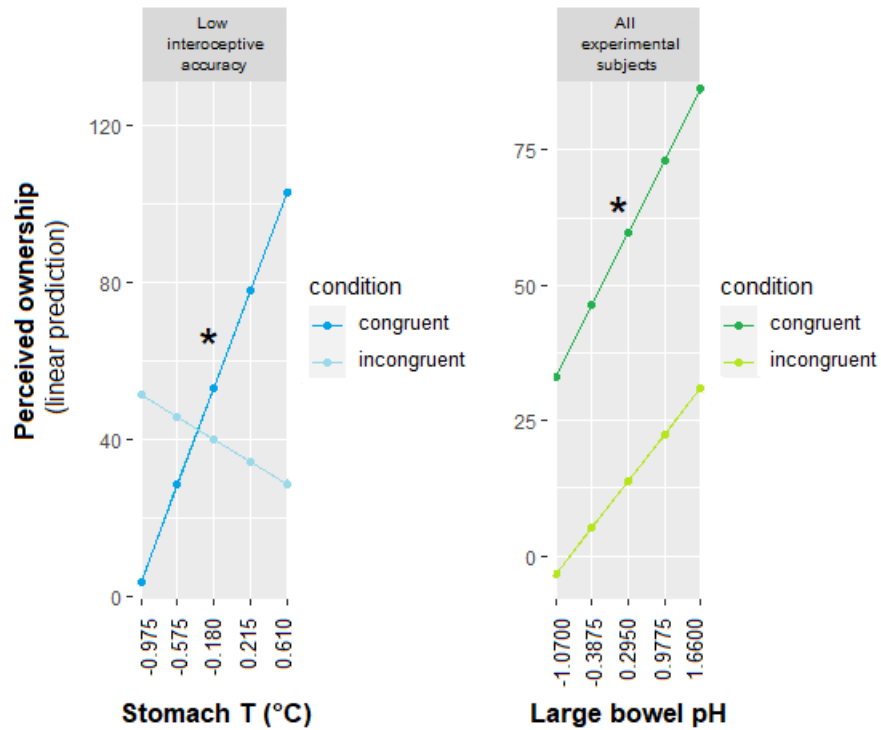 Low
interoceptive
accuracy
All
experimental
subjects
Perceived ownership
(linear prediction)
120
80
40
0
75
50
25
0
*
*
condition
congruent
incongruent
condition
congruent
incongruent
-0.975
-0.575
-0.180
0.215
0.610
-1.0700
-0.3875
0.2950
0.9775
1.6600
Stomach T (°C)
Large bowel pH